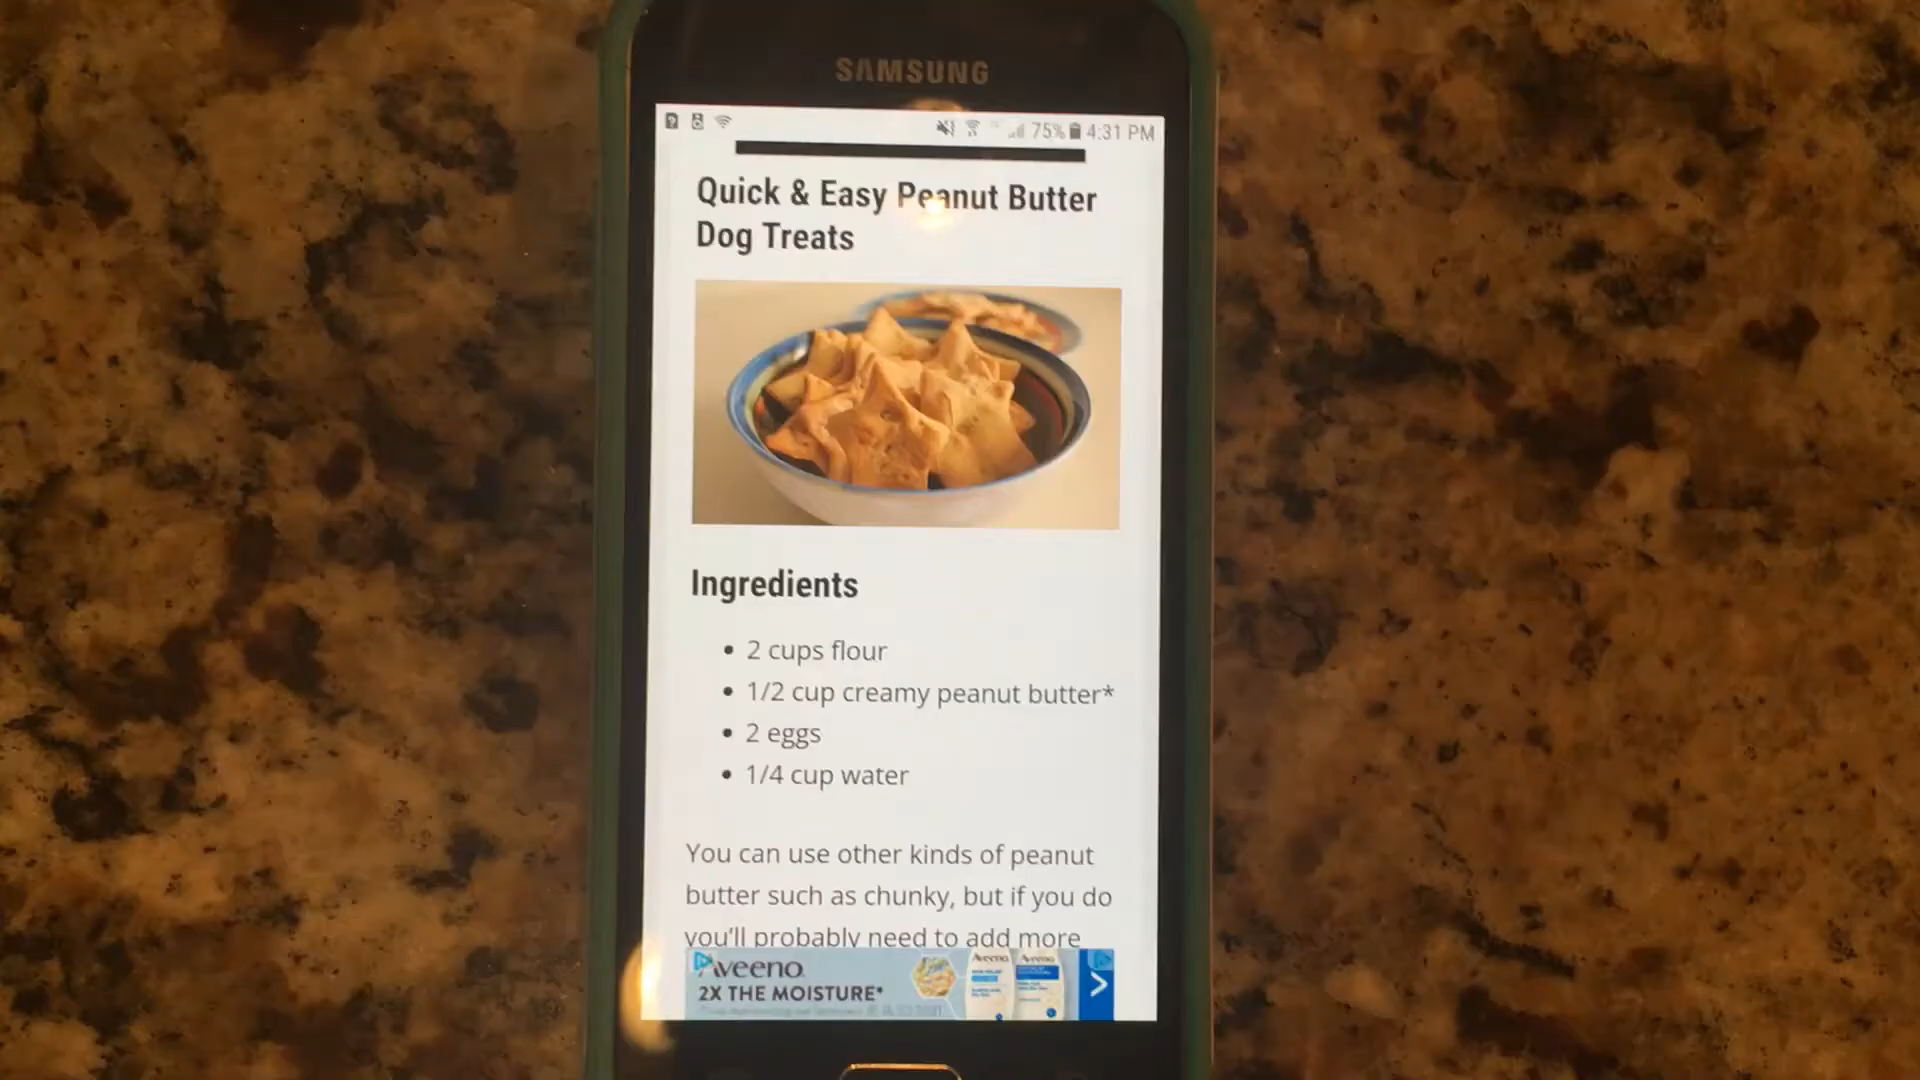 SAMSUNG
75% 4:31 PM
Quick & Easy Peanut Butter
Dog Treats
Ingredients
• 2 cups flour
• 1/2 cup creamy peanut butter*
• 2 eggs
• 1/4 cup water
You can use other kinds of peanut
butter such as chunky, but if you do
you'll probably need to add more
Aveeno
2X THE MOISTURE*
Aveeno Aveeno